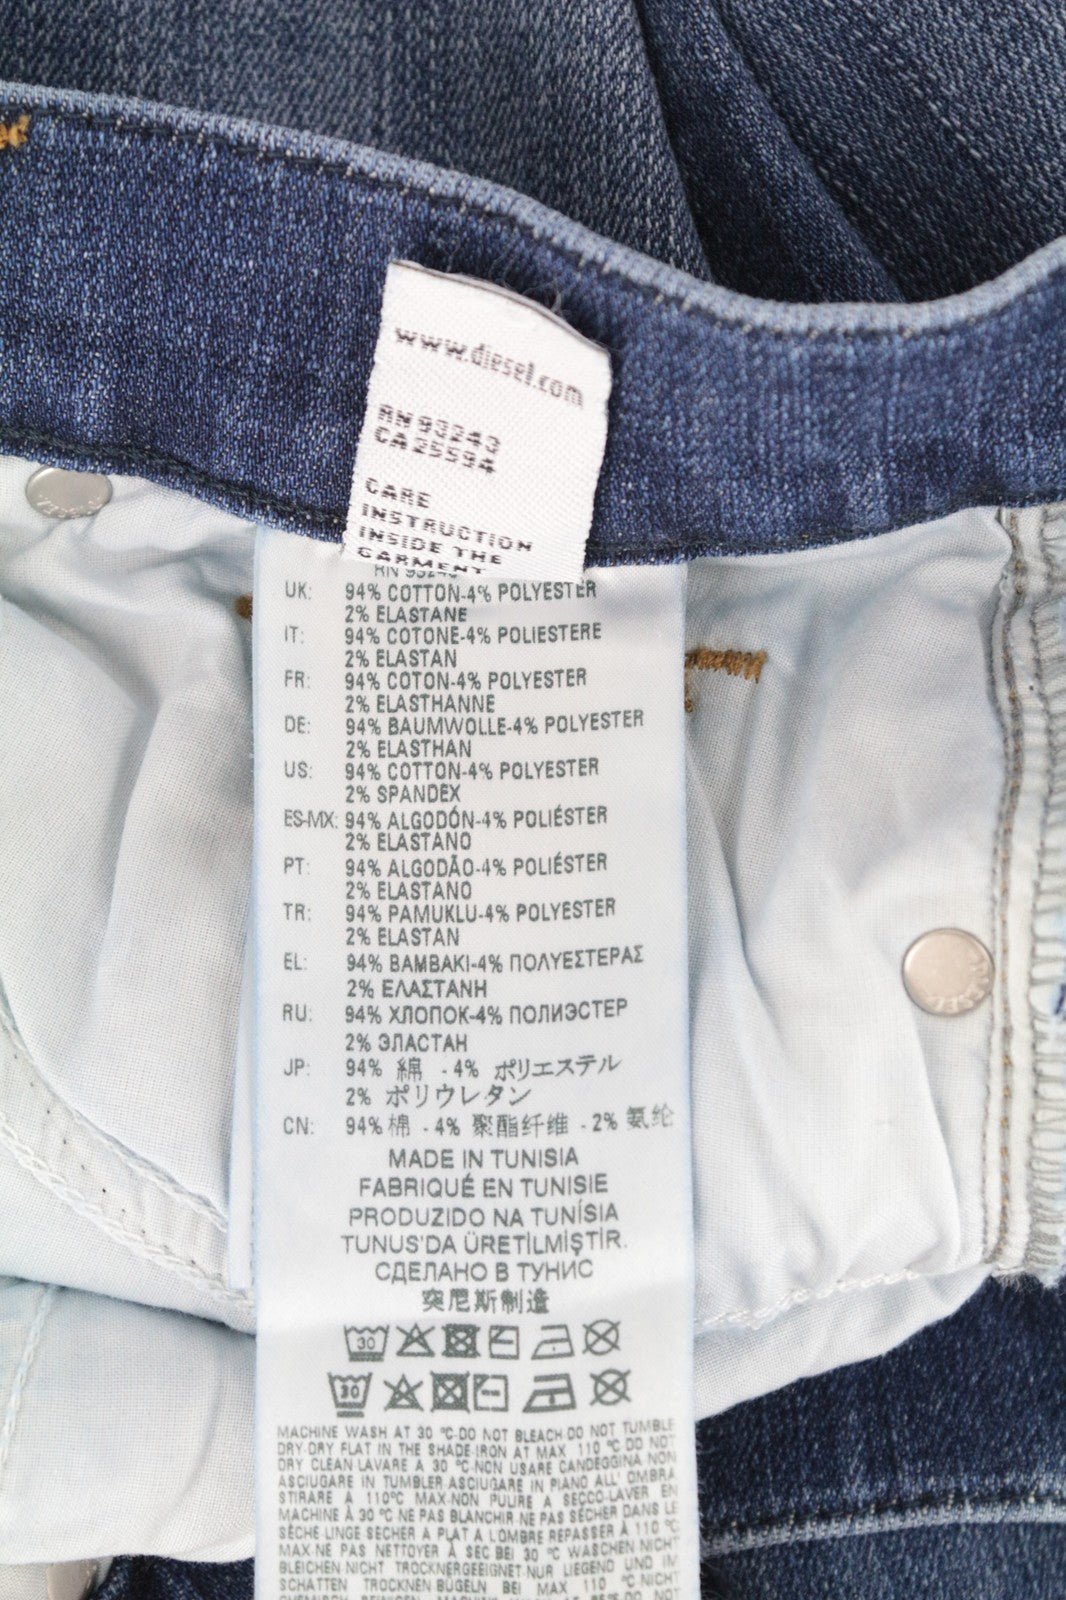 www.diesel.com
RN 93243
CA 25594
CARE
INSTRUCTION
INSIDE THE
GARMENT
RN 93243
UK: 94% COTTON-4% POLYESTER
2% ELASTANE
IT: 94% COTONE-4% POLIESTERE
2% ELASTAN
FR: 94% COTON-4% POLYESTER
2% ELASTHANNE
DE: 94% BAUMWOLLE-4% POLYESTER
2% ELASTHAN
US: 94% COTTON-4% POLYESTER
2% SPANDEX
ES-MX: 94% ALGODÓN-4% POLIÉSTER
2% ELASTANO
PT: 94% ALGODÃO-4% POLIÉSTER
2% ELASTANO
TR: 94% PAMUKLU-4% POLYESTER
2% ELASTAN
EL: 94% ΒΑΜΒΑΚΙ-4% ΠΟΛΥΕΣΤΕΡΑΣ
2% ΕΛΑΣΤΑΝΗ
RU: 94% ХЛОПОК-4% ПОЛИЭСТЕР
2% ЭЛАСТАН
JP: 94% 綿 -4% ポリエステル
2% ポリウレタン
CN: 94% 棉 -4% 聚酯纤维 -2% 氨纶
MADE IN TUNISIA
FABRIQUÉ EN TUNISIE
PRODUZIDO NA TUNÍSIA
TUNUS'DA ÜRETİLMİŞTİR.
СДЕЛАНО В ТУНИС
突尼斯制造
30
30
MACHINE WASH AT 30 °C-DO NOT BLEACH-DO NOT TUMBLE
DRY-DRY FLAT IN THE SHADE-IRON AT MAX 110 °C-DO NOT
DRY CLEAN-LAVARE A 30 °C-NON USARE CANDEGGINA-NON
ASCIUGARE IN TUMBLER-ASCIUGARE IN PIANO ALL' OMBRA
STIRARE A 110°C MAX-NON PULIRE A SECCO-LAVER EN
MACHINE À 30 °C-NE PAS BLANCHIR-NE PAS SÉCHER DANS LE
SÈCHE LINGE-SÉCHER A PLAT A L'OMBRE-REPASSER À 110 °C
MAX-NE PAS NETTOYER À SEC-BEI 30 °C WASCHEN-NICHT
BLEICHEN-NICHT TROCKNERGEEIGNET-NUR LIEGEND UND IM
SCHATTEN TROCKNEN-BÜGELN BEI MAX 110 °C-NICHT